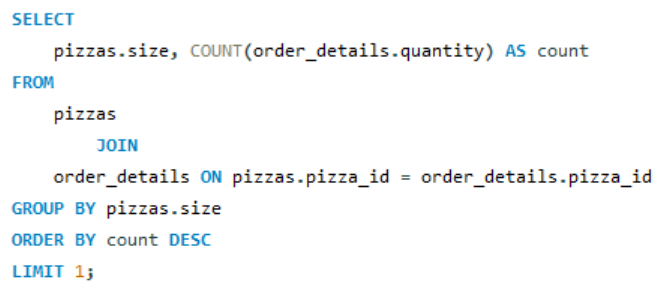 SELECT
pizzas.size, COUNT(order_details.quantity) AS count
FROM
pizzas
JOIN
order_details ON pizzas.pizza_id = order_details.pizza_id
GROUP BY pizzas.size
ORDER BY count DESC
LIMIT 1;